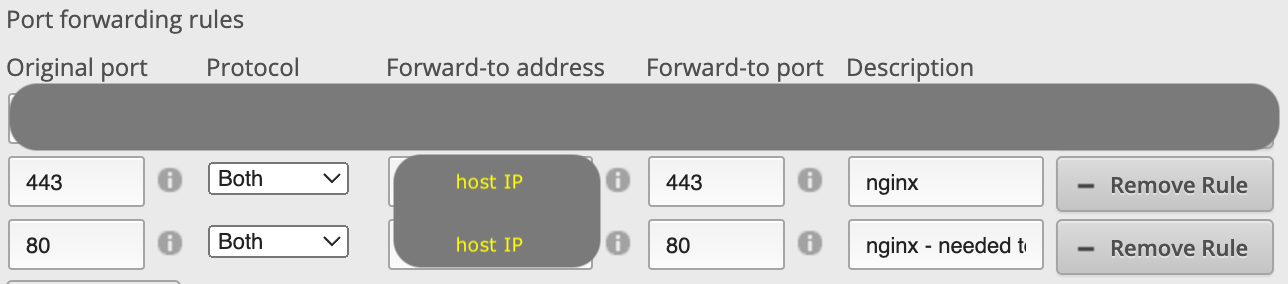 Port forwarding rules
Original port Protocol Forward-to address Forward-to port Description
443 Both host IP 443 nginx Remove Rule
80 Both host IP 80 nginx - needed Remove Rule